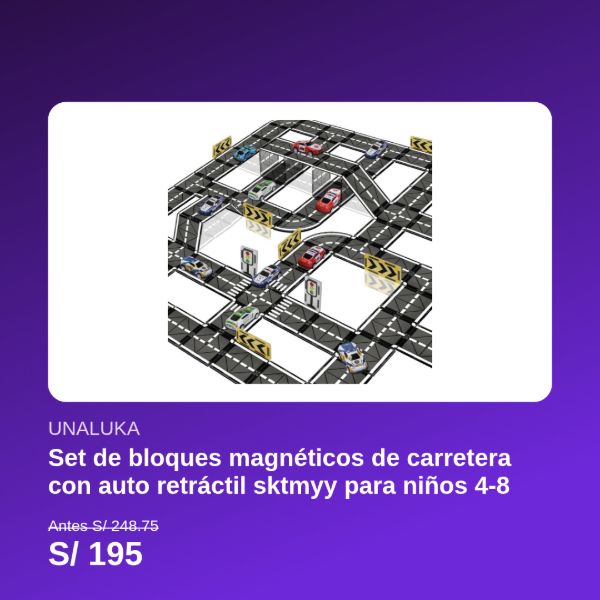 UNALUKA
Set de bloques magnéticos de carretera
con auto retráctil sktmyy para niños 4-8
Antes S/ 248.75
S/ 195